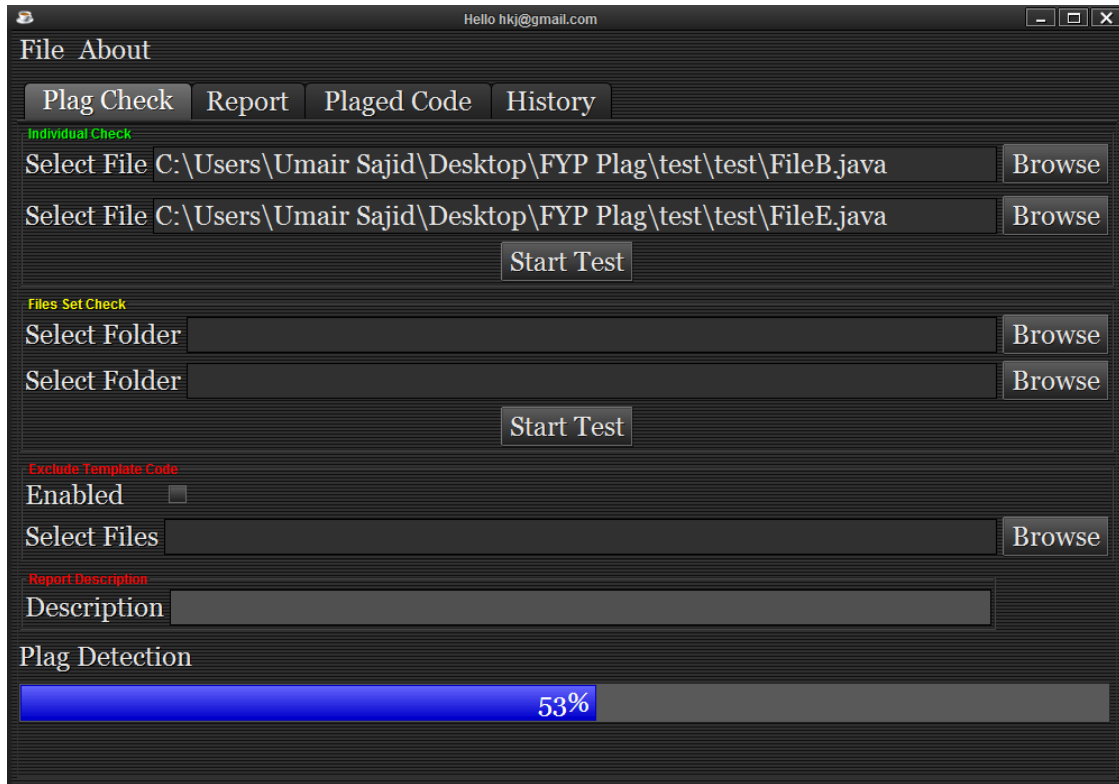 Hello hkj@gmail.com
File About
Plag Check Report Plaged Code History
Individual Check
Select File C:\Users\Umair Sajid\Desktop\FYP Plag\test\test\FileB.java Browse
Select File C:\Users\Umair Sajid\Desktop\FYP Plag\test\test\FileE.java Browse
Start Test
Files Set Check
Select Folder Browse
Select Folder Browse
Start Test
Exclude Template Code
Enabled
Select Files Browse
Report Description
Description
Plag Detection
53%